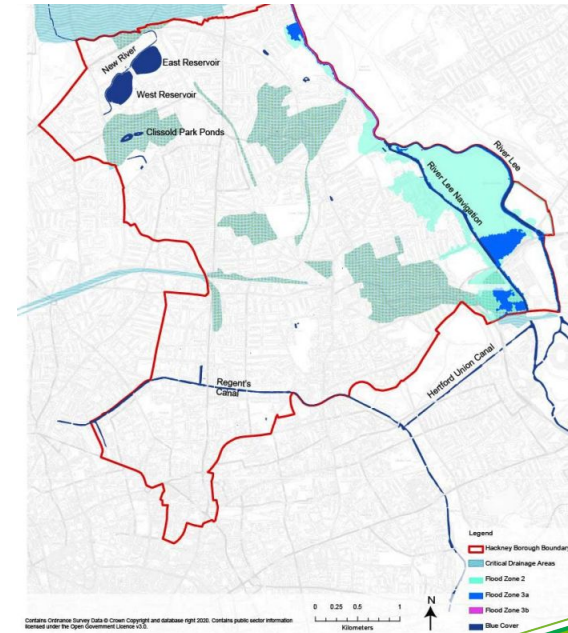 New River
East Reservoir
West Reservoir
Clissold Park Ponds
River Lee
River Lee Navigation
Hertford Union Canal
Regent's
Canal
Legend
Hackney Borough Boundary
Critical Drainage Areas
Flood Zone 2
Flood Zone 3a
Flood Zone 3b
Blue Cover
0 0.25 0.5 1
Kilometers
N
Contains Ordnance Survey Data © Crown Copyright and database right 2020. Contains public sector information
licensed under the Open Government Licence v3.0.